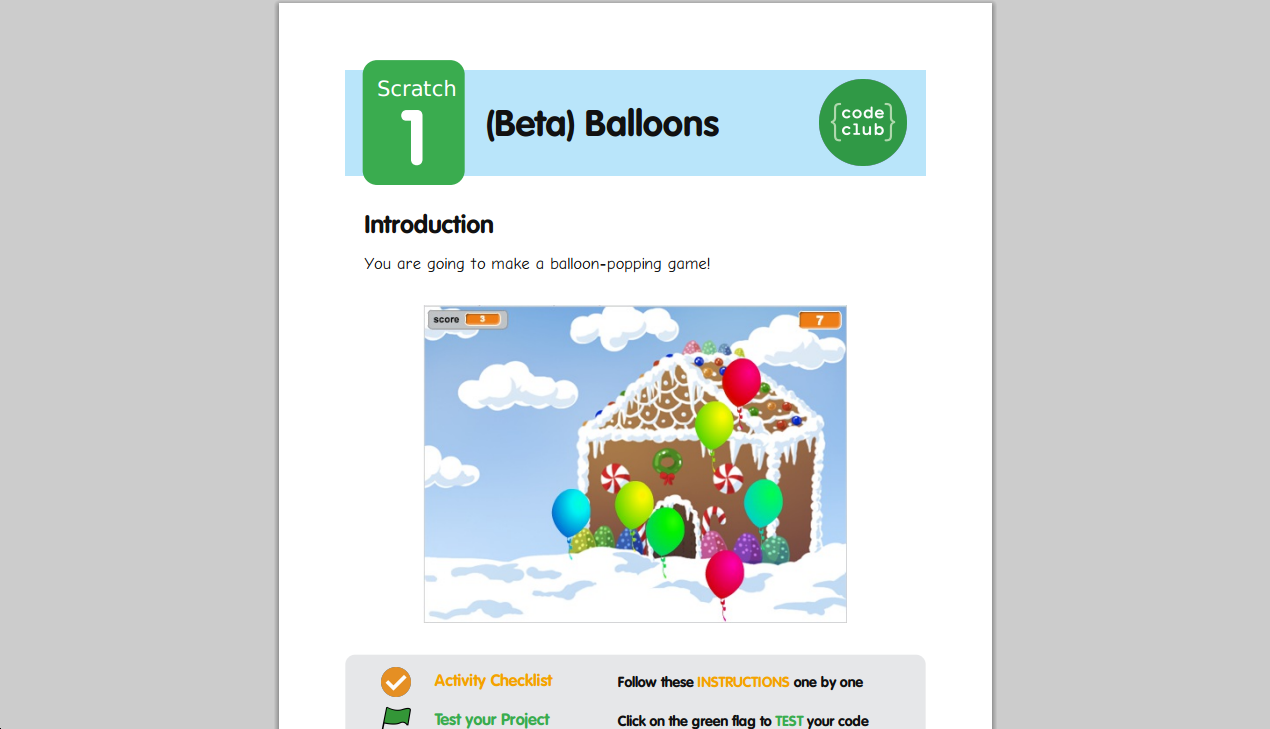 Scratch
1
(Beta) Balloons
{code
club}
Introduction
You are going to make a balloon-popping game!
score 3
7
Activity Checklist
Follow these INSTRUCTIONS one by one
Test your Project
Click on the green flag to TEST your code